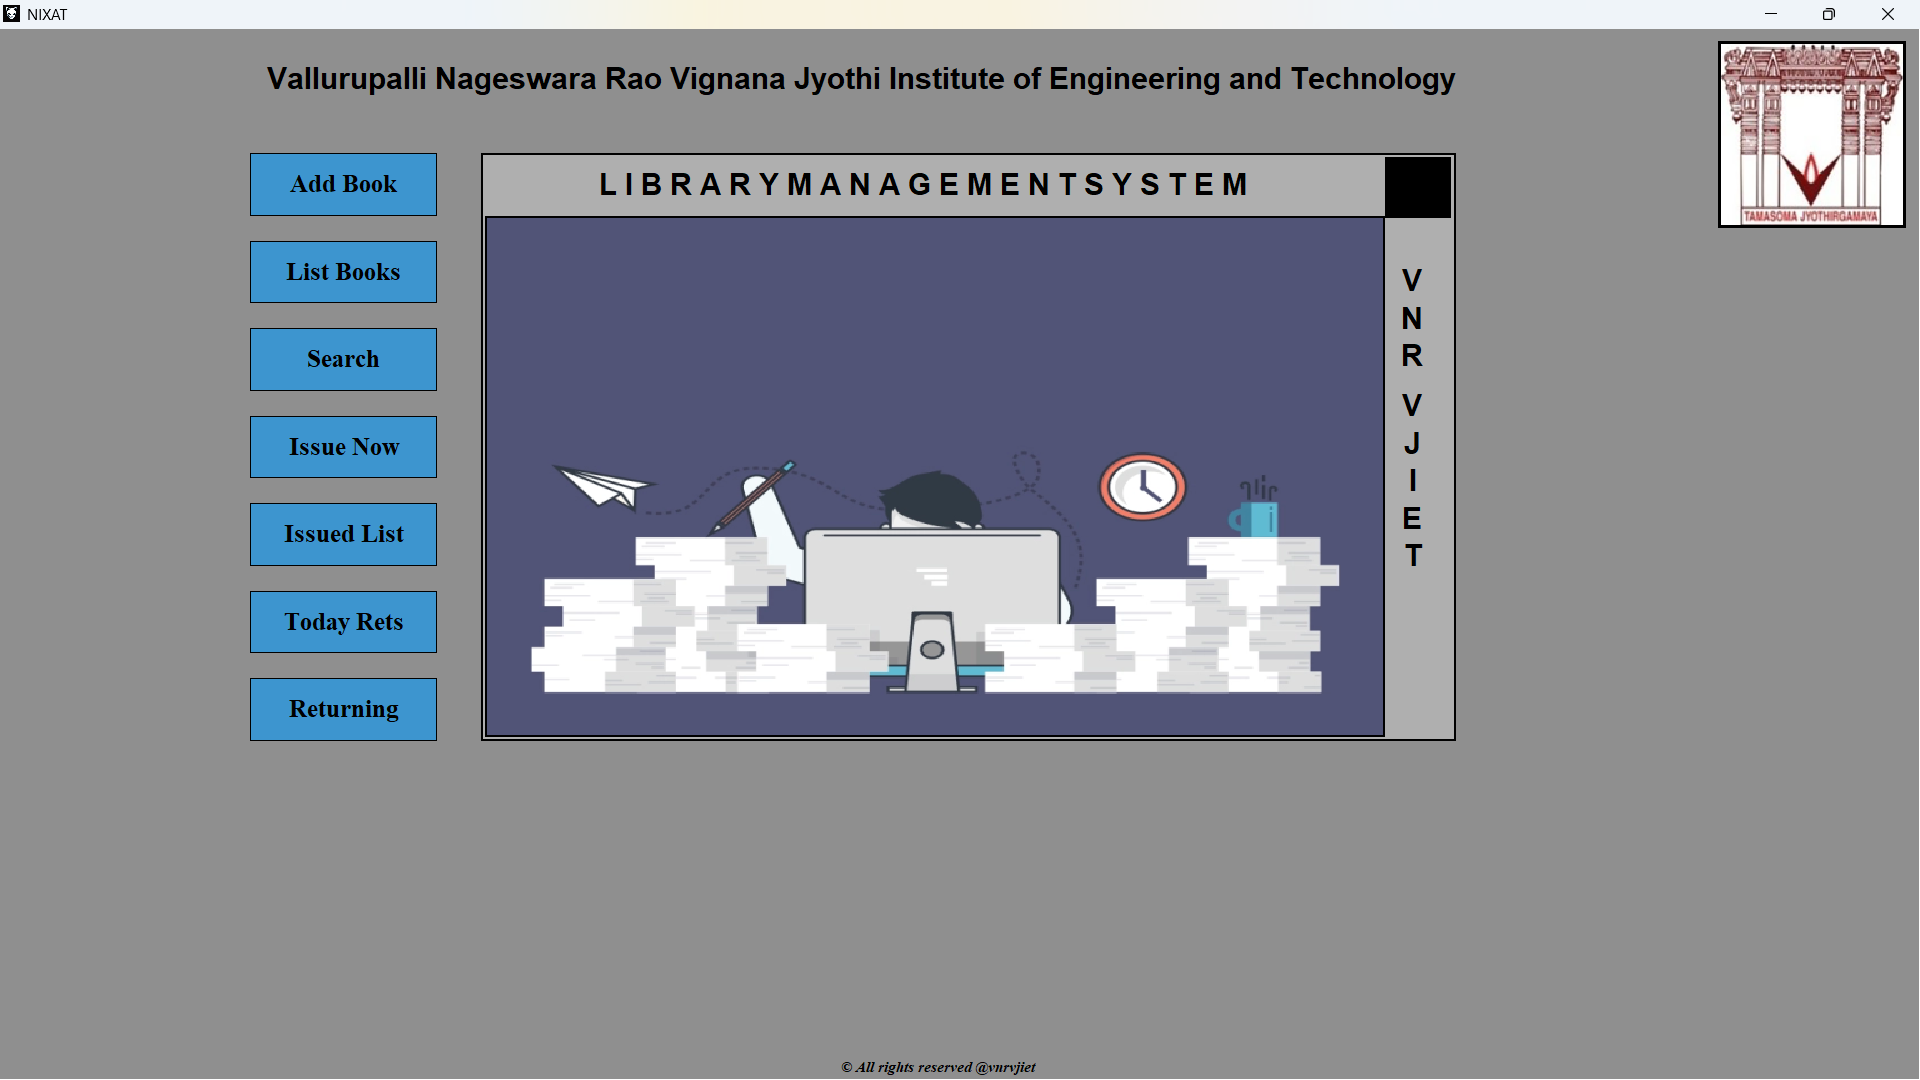 NIXAT
Vallurupalli Nageswara Rao Vignana Jyothi Institute of Engineering and Technology
TAMASOMA JYOTHIRGAMAYA
Add Book
List Books
Search
Issue Now
Issued List
Today Rets
Returning
L I B R A R Y M A N A G E M E N T S Y S T E M
V
N
R
V
J
I
E
T
© All rights reserved @vnrvjiet